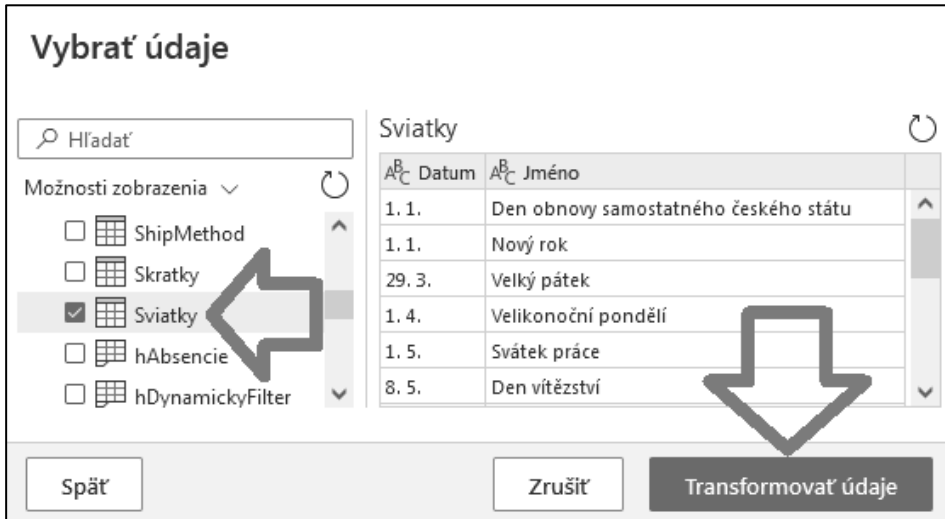 Vybrať údaje
Hľadať
Možnosti zobrazenia
ShipMethod
Skratky
Sviatky
hAbsencie
hDynamickyFilter
Sviatky
ABC Datum ABC Jméno
1. 1. Den obnovy samostatného českého státu
1. 1. Nový rok
29. 3. Velký pátek
1. 4. Velikonoční pondělí
1. 5. Svátek práce
8. 5. Den vítězství
Späť
Zrušiť
Transformovať údaje